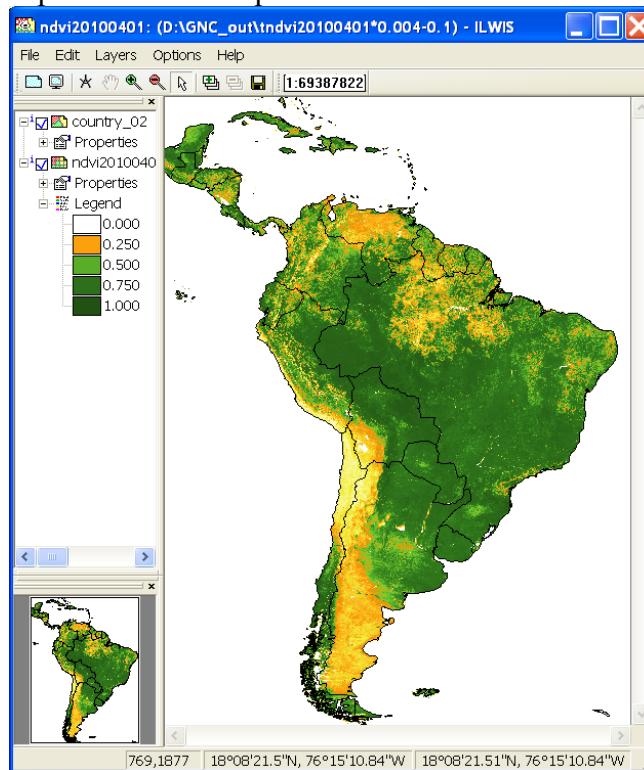 ndvi20100401: (D:\GNC_out\tndvi20100401*0.004-0.1) - ILWIS
File Edit Layers Options Help
1:69387822
country_02
Properties
ndvi2010040
Properties
Legend
0.000
0.250
0.500
0.750
1.000
769,1877 18°08'21.5"N, 76°15'10.84"W 18°08'21.51"N, 76°15'10.84"W